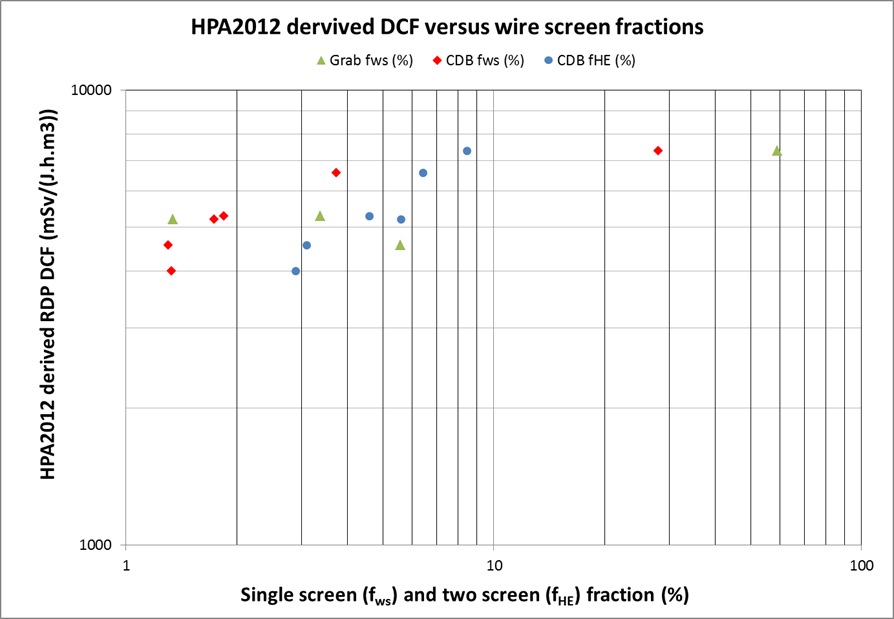 HPA2012 dervived DCF versus wire screen fractions
Grab fws (%) CDB fws (%) CDB fHE (%)
HPA2012 derived RDP DCF (mSv/(J.h.m3))
10000
1000
1 10 100
Single screen (fws) and two screen (fHE) fraction (%)